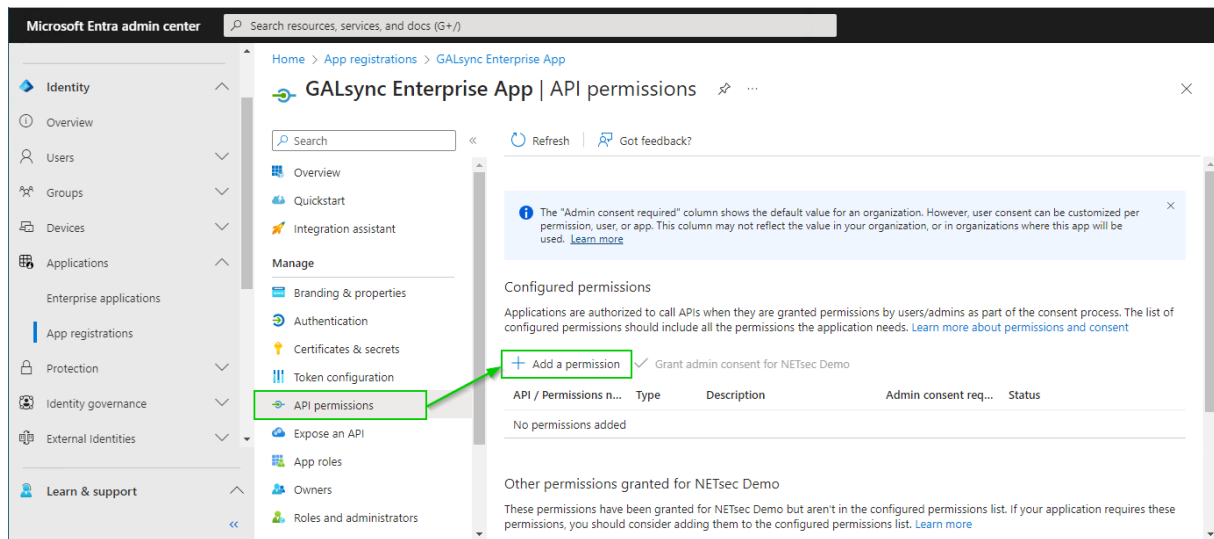 Microsoft Entra admin center
Search resources, services, and docs (G+/)
Identity
Overview
Users
Groups
Devices
Applications
Enterprise applications
App registrations
Protection
Identity governance
External Identities
Learn & support
Home > App registrations > GALsync Enterprise App
GALsync Enterprise App | API permissions
Search
Overview
Quickstart
Integration assistant
Manage
Branding & properties
Authentication
Certificates & secrets
Token configuration
API permissions
Expose an API
App roles
Owners
Roles and administrators
Refresh
Got feedback?
The "Admin consent required" column shows the default value for an organization. However, user consent can be customized per
permission, user, or app. This column may not reflect the value in your organization, or in organizations where this app will be
used. Learn more
Configured permissions
Applications are authorized to call APIs when they are granted permissions by users/admins as part of the consent process. The list of
configured permissions should include all the permissions the application needs. Learn more about permissions and consent
Add a permission
Grant admin consent for NETsec Demo
API / Permissions n... Type Description Admin consent req... Status
No permissions added
Other permissions granted for NETsec Demo
These permissions have been granted for NETsec Demo but aren't in the configured permissions list. If your application requires these
permissions, you should consider adding them to the configured permissions list. Learn more